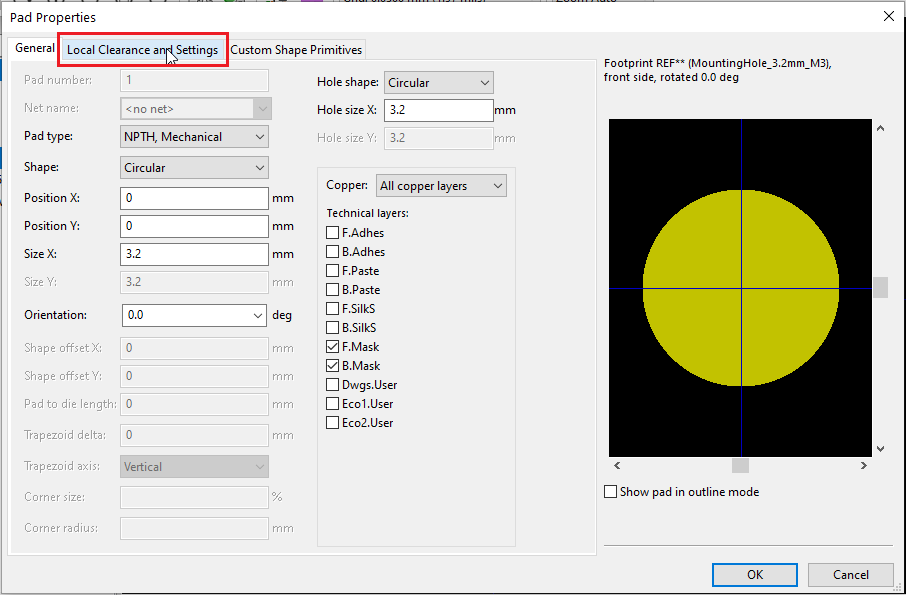 Pad Properties
General
Local Clearance and Settings
Custom Shape Primitives
Pad number: 1
Net name: <no net>
Pad type: NPTH, Mechanical
Shape: Circular
Position X: 0 mm
Position Y: 0 mm
Size X: 3.2 mm
Size Y: 3.2 mm
Orientation: 0.0 deg
Shape offset X: 0 mm
Shape offset Y: 0 mm
Pad to die length: 0 mm
Trapezoid delta: 0 mm
Trapezoid axis: Vertical
Corner size: %
Corner radius: mm
Hole shape: Circular
Hole size X: 3.2 mm
Hole size Y: 3.2 mm
Copper: All copper layers
Technical layers:
F.Adhes
B.Adhes
F.Paste
B.Paste
F.SilkS
B.SilkS
F.Mask
B.Mask
Dwgs.User
Eco1.User
Eco2.User
Footprint REF** (MountingHole_3.2mm_M3),
front side, rotated 0.0 deg
Show pad in outline mode
OK
Cancel